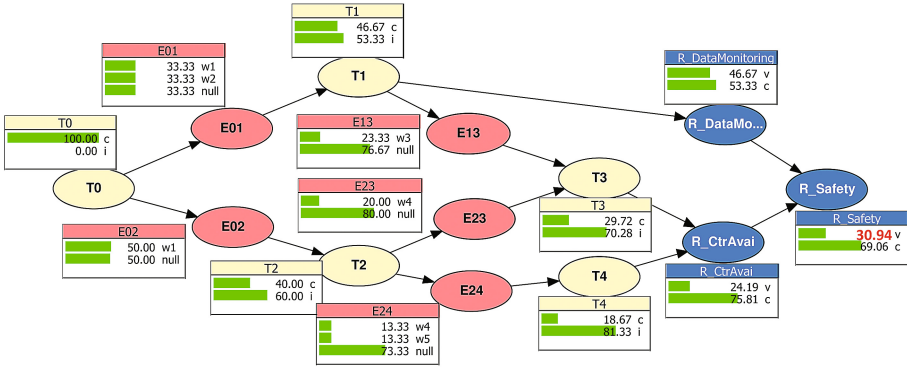 T1
46.67 c
53.33 i
E01
33.33 w1
33.33 w2
33.33 null
T1
R_DataMonitoring
46.67 v
53.33 c
T0
100.00 c
0.00 i
E01
E13
23.33 w3
76.67 null
E13
R_DataMo...
T0
E23
20.00 w4
80.00 null
T3
R_Safety
E02
50.00 w1
50.00 null
E02
E23
T3
29.72 c
70.28 i
R_Safety
30.94 v
69.06 c
R_CtrAvai
T2
T2
40.00 c
60.00 i
E24
T4
R_CtrAvai
24.19 v
75.81 c
E24
13.33 w4
13.33 w5
73.33 null
T4
18.67 c
81.33 i